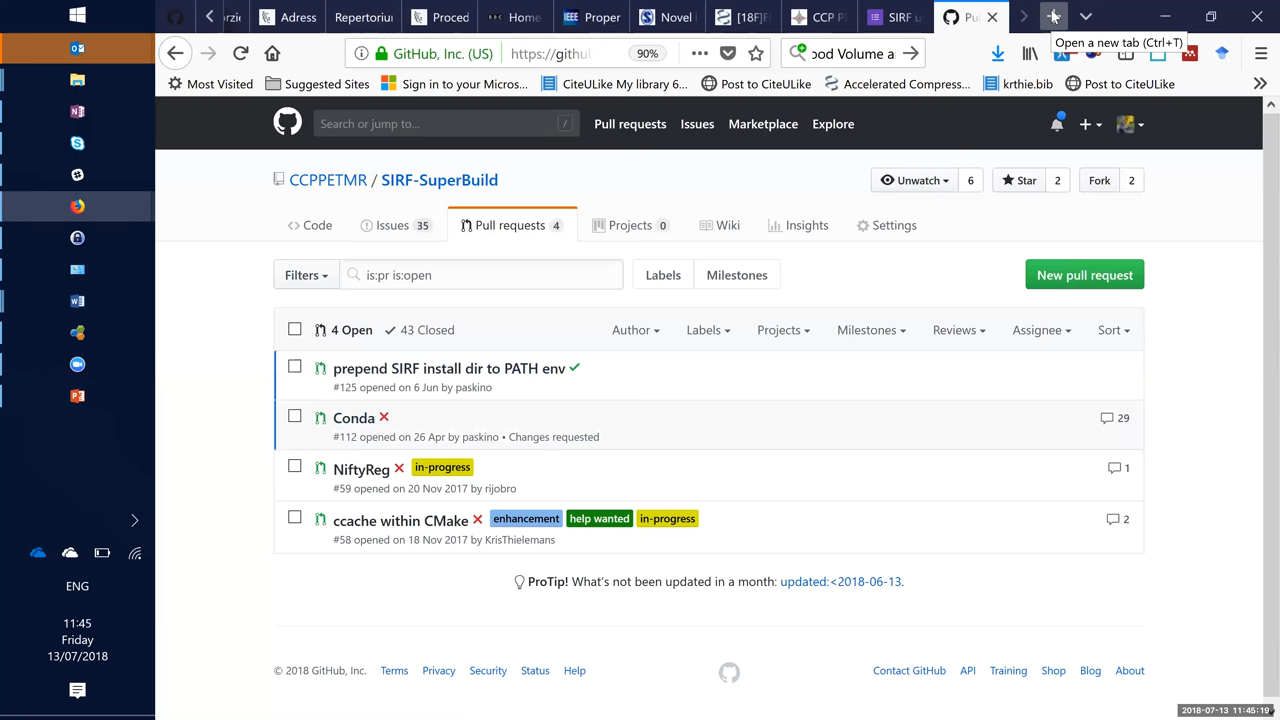 rzie
Adress
Repertoriu
Proced
BBC Home
IEEE Proper
Novel
[18F]F
CCP P
SIRF u
Pul
Open a new tab (Ctrl+T)
GitHub, Inc. (US)
https://github
90%
ood Volume a
Most Visited
Suggested Sites
Sign in to your Micros...
CiteULike My library 6...
Post to CiteULike
Accelerated Compress...
krthie.bib
Post to CiteULike
Search or jump to...
/
Pull requests
Issues
Marketplace
Explore
CCPPETMR / SIRF-SuperBuild
Unwatch 6
Star 2
Fork 2
Code
Issues 35
Pull requests 4
Projects 0
Wiki
Insights
Settings
Filters
is:pr is:open
Labels
Milestones
New pull request
4 Open
43 Closed
Author
Labels
Projects
Milestones
Reviews
Assignee
Sort
prepend SIRF install dir to PATH env
#125 opened on 6 Jun by paskino
Conda
29
#112 opened on 26 Apr by paskino • Changes requested
NiftyReg in-progress
1
#59 opened on 20 Nov 2017 by rijobro
ccache within CMake enhancement help wanted in-progress
2
#58 opened on 18 Nov 2017 by KrisThielemans
ProTip! What's not been updated in a month: updated:<2018-06-13.
© 2018 GitHub, Inc.
Terms
Privacy
Security
Status
Help
Contact GitHub
API
Training
Shop
Blog
About
ENG
11:45
Friday
13/07/2018
2018-07-13 11:45:19